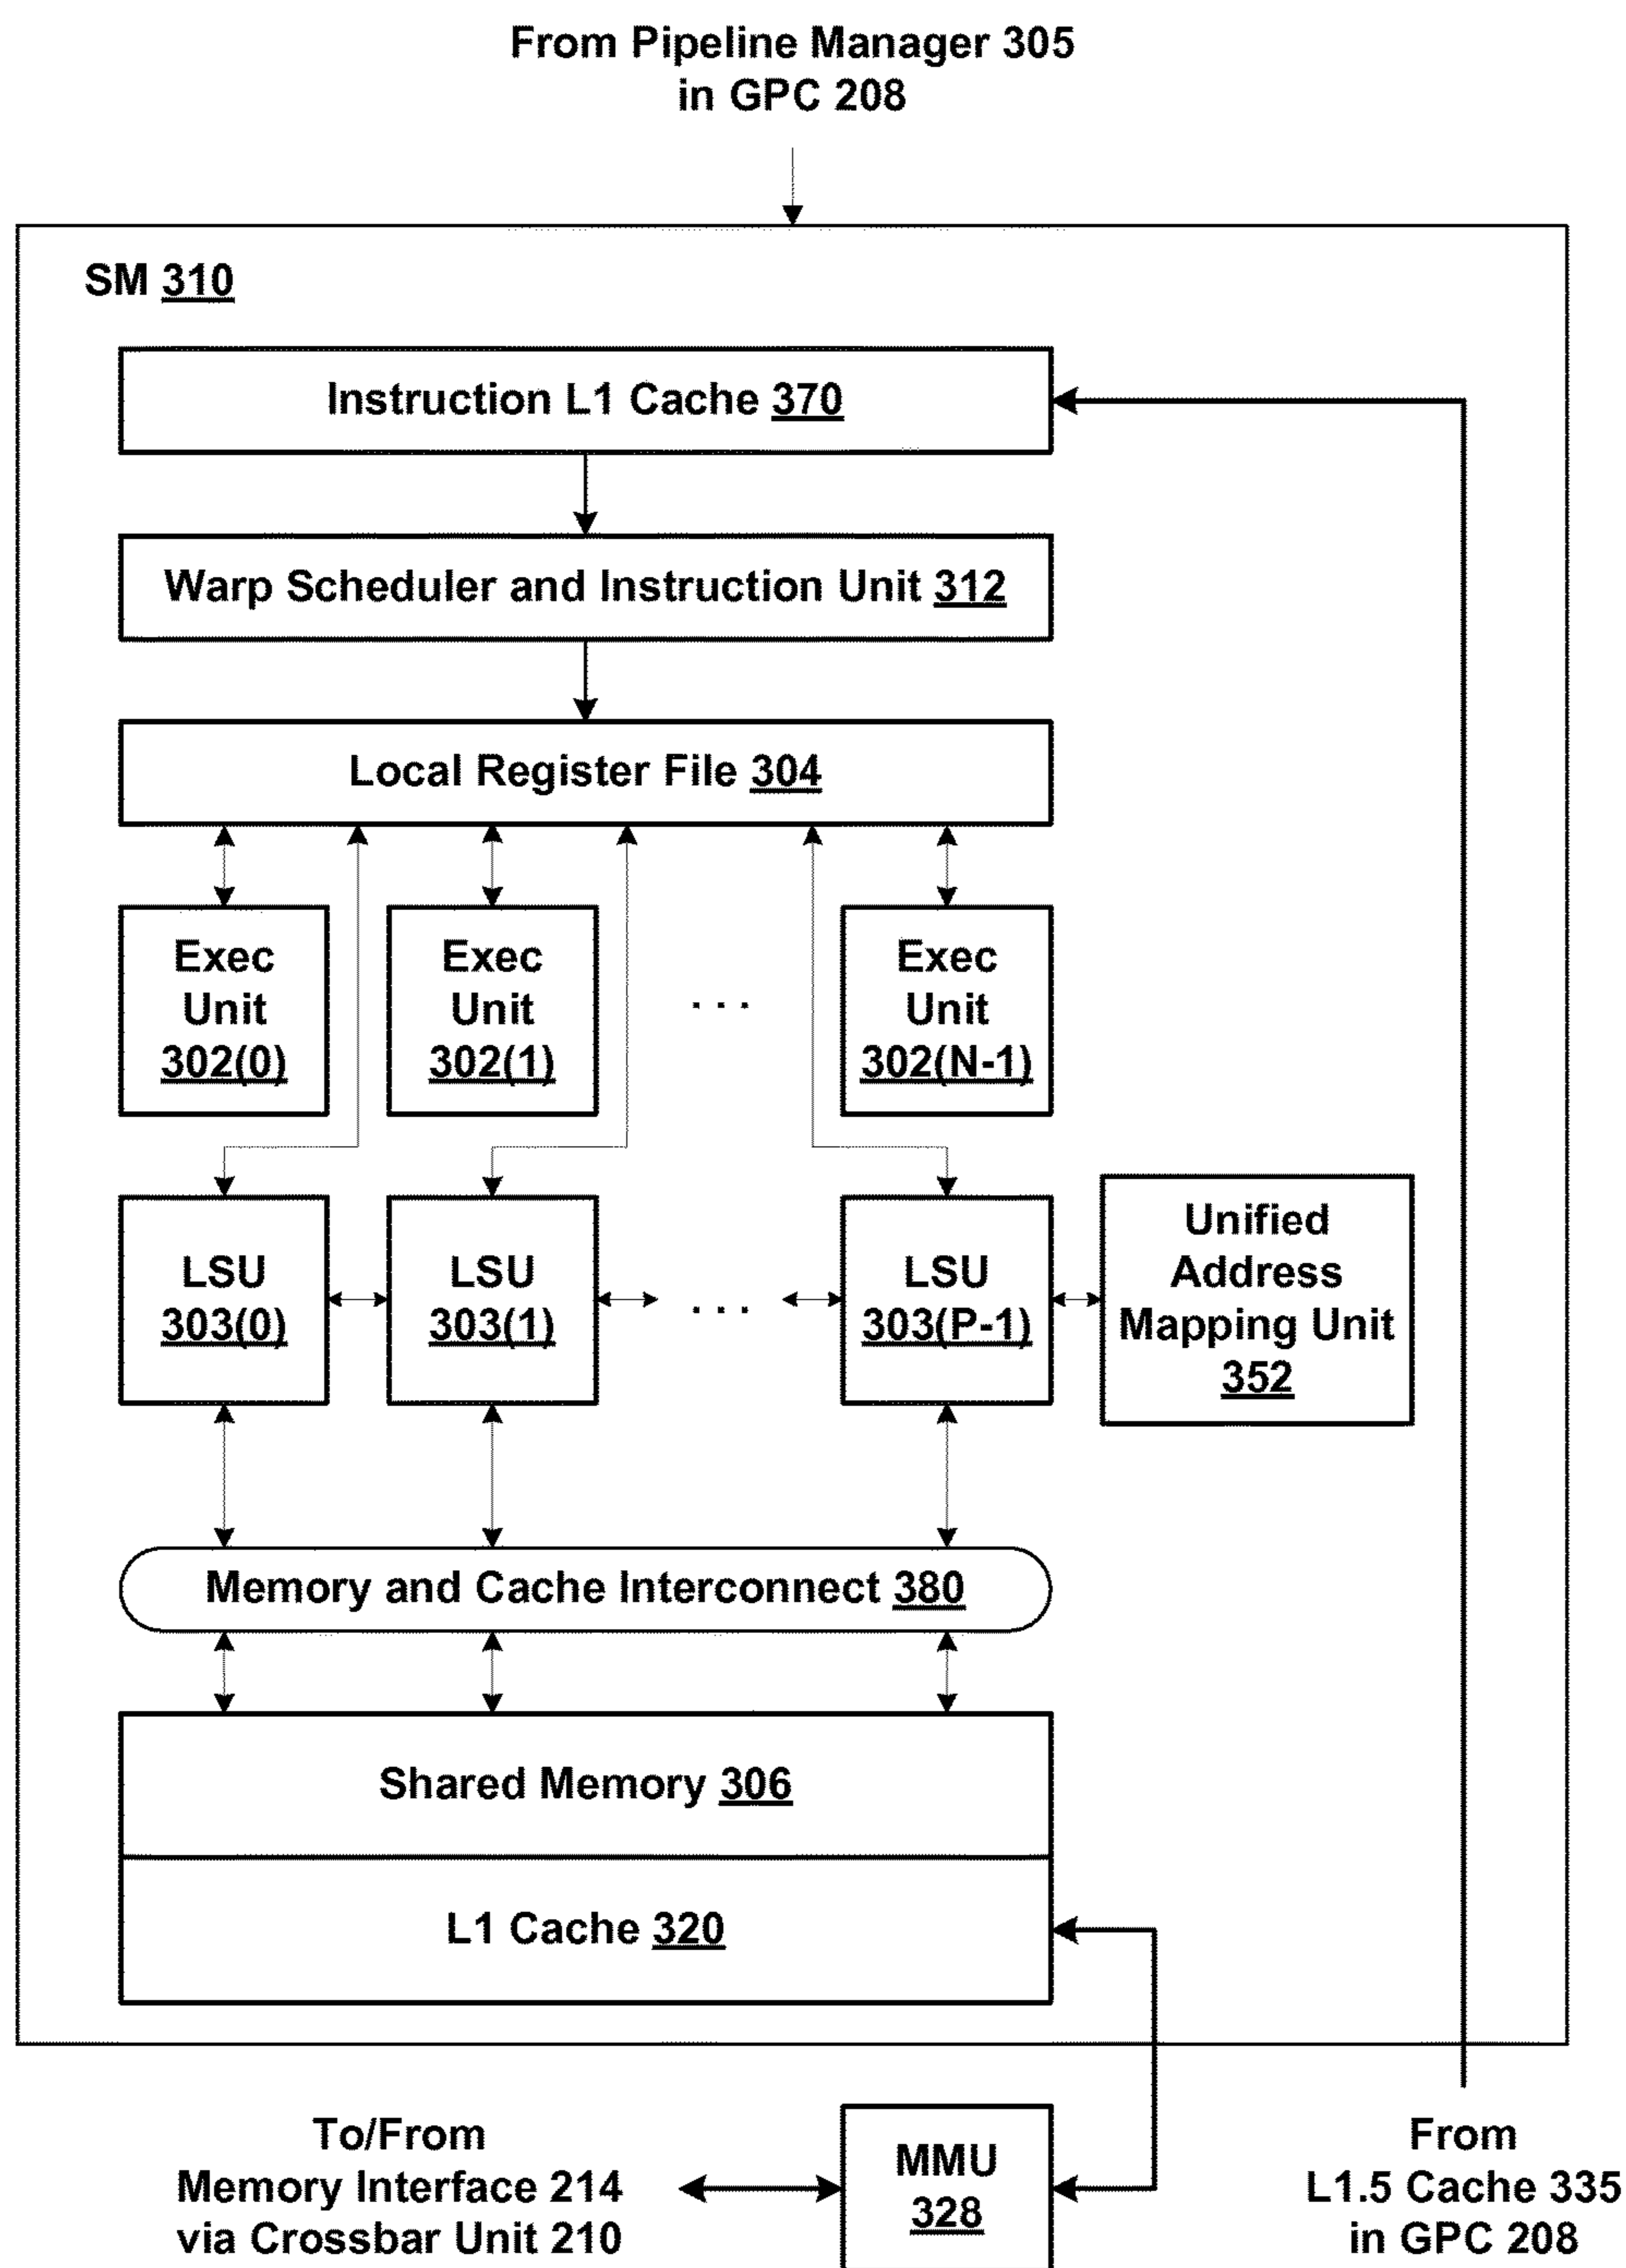 From Pipeline Manager 305
in GPC 208
SM 310
Instruction L1 Cache 370
Warp Scheduler and Instruction Unit 312
Local Register File 304
Exec
Unit
302(0)
Exec
Unit
302(1)
. . .
Exec
Unit
302(N-1)
LSU
303(0)
LSU
303(1)
. . .
LSU
303(P-1)
Unified
Address
Mapping Unit
352
Memory and Cache Interconnect 380
Shared Memory 306
L1 Cache 320
To/From
Memory Interface 214
via Crossbar Unit 210
MMU
328
From
L1.5 Cache 335
in GPC 208